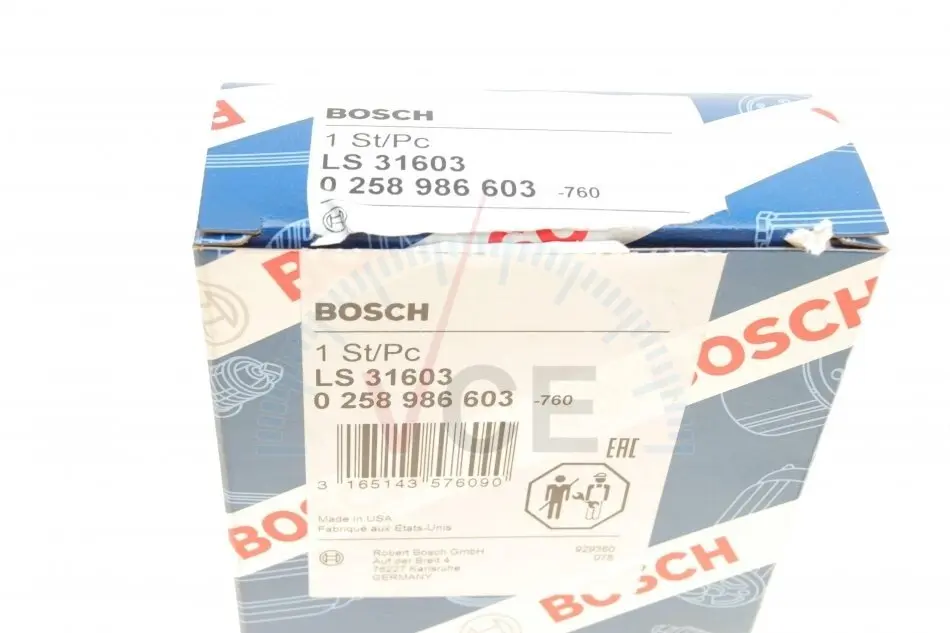 BOSCH
1 St/Pc
LS 31603
0 258 986 603 -760
BOSCH
BOSCH
1 St/Pc
LS 31603
0 258 986 603 -760
VCE
EAC
3 165143 576090
Made in USA
Fabriqué aux États-Unis
Robert Bosch GmbH
Auf der Breit 4
76227 Karlsruhe
GERMANY
929360
078
BOSCH
BOSCH